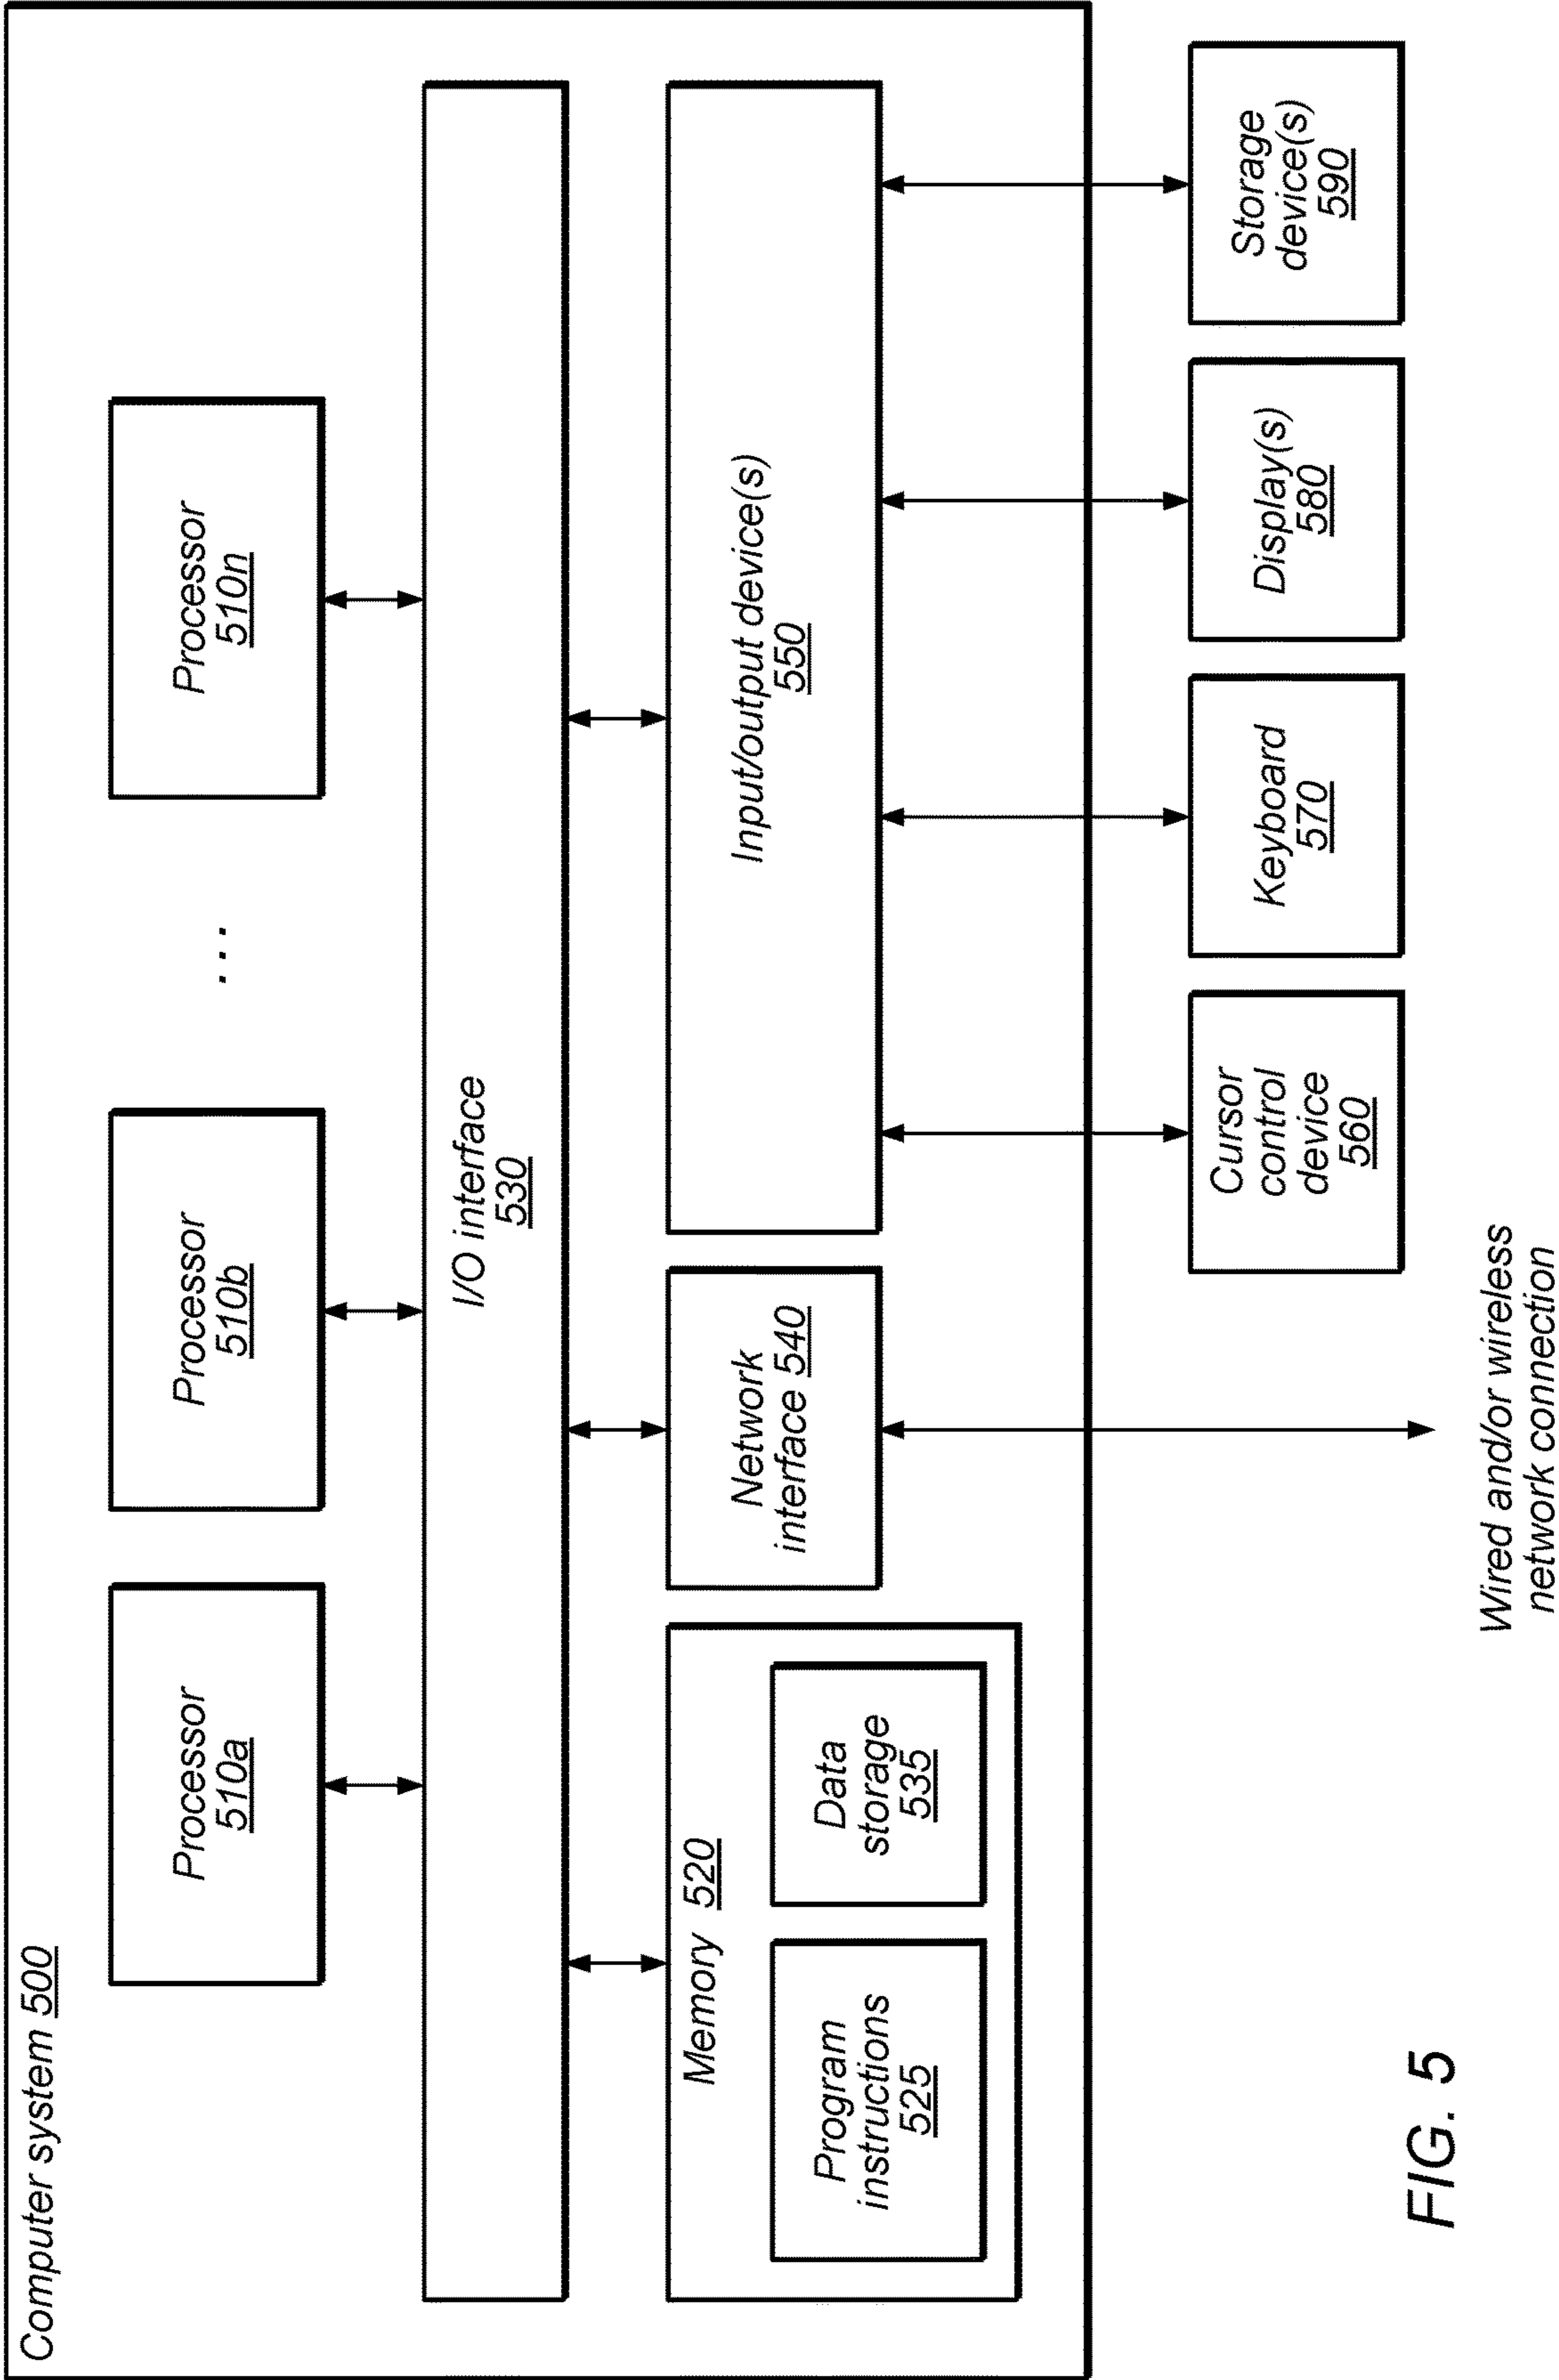 Computer system 500
Processor
510a
Processor
510b
...
Processor
510n
I/O interface
530
Memory 520
Program
instructions
525
Data
storage
535
Network
interface 540
Input/output device(s)
550
Cursor
control
device
560
Keyboard
570
Display(s)
580
Storage
device(s)
590
Wired and/or wireless
network connection
FIG. 5